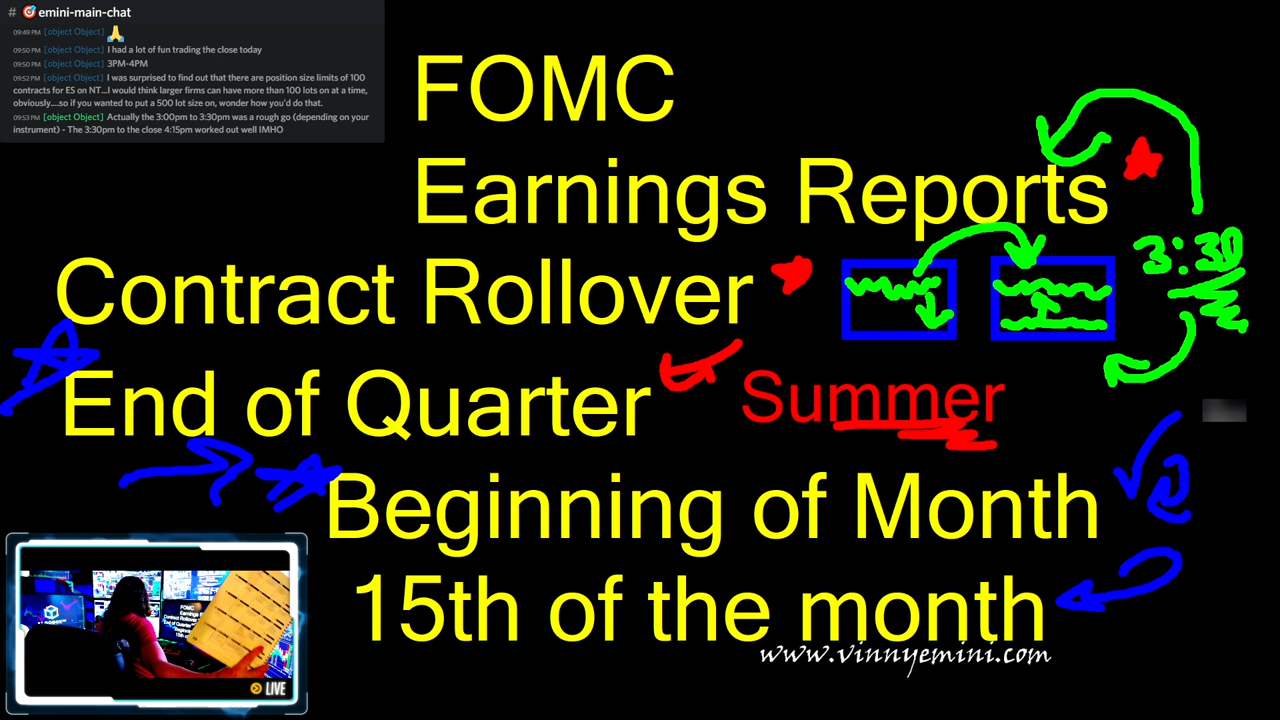 # 🎯emini-main-chat
09:49 PM [object Object] 🙏
09:50 PM [object Object] I had a lot of fun trading the close today
09:50 PM [object Object] 3PM-4PM
09:52 PM [object Object] I was surprised to find out that there are position size limits of 100
contracts for ES on NT...I would think larger firms can have more than 100 lots on at a time,
obviously....so if you wanted to put a 500 lot size on, wonder how you'd do that.
09:53 PM [object Object] Actually the 3:00pm to 3:30pm was a rough go (depending on your
instrument) - The 3:30pm to the close 4:15pm worked out well IMHO
FOMC
Earnings Reports
3:30
Contract Rollover
End of Quarter
Summer
Beginning of Month
15th of the month
www.vinnyemini.com
LIVE